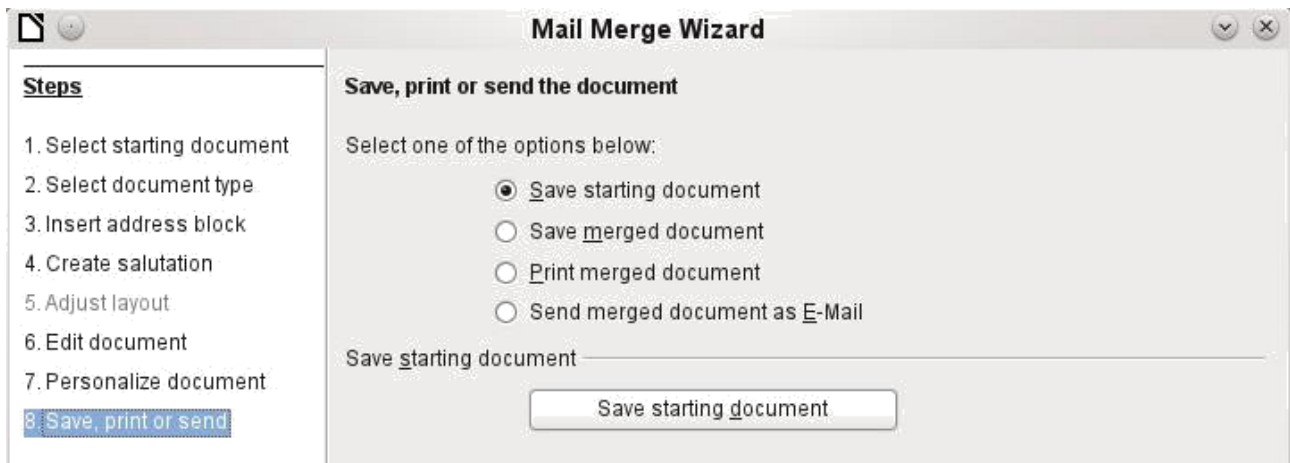 Mail Merge Wizard
Steps
1. Select starting document
2. Select document type
3. Insert address block
4. Create salutation
5. Adjust layout
6. Edit document
7. Personalize document
8. Save, print or send
Save, print or send the document
Select one of the options below:
Save starting document
Save merged document
Print merged document
Send merged document as E-Mail
Save starting document
Save starting document